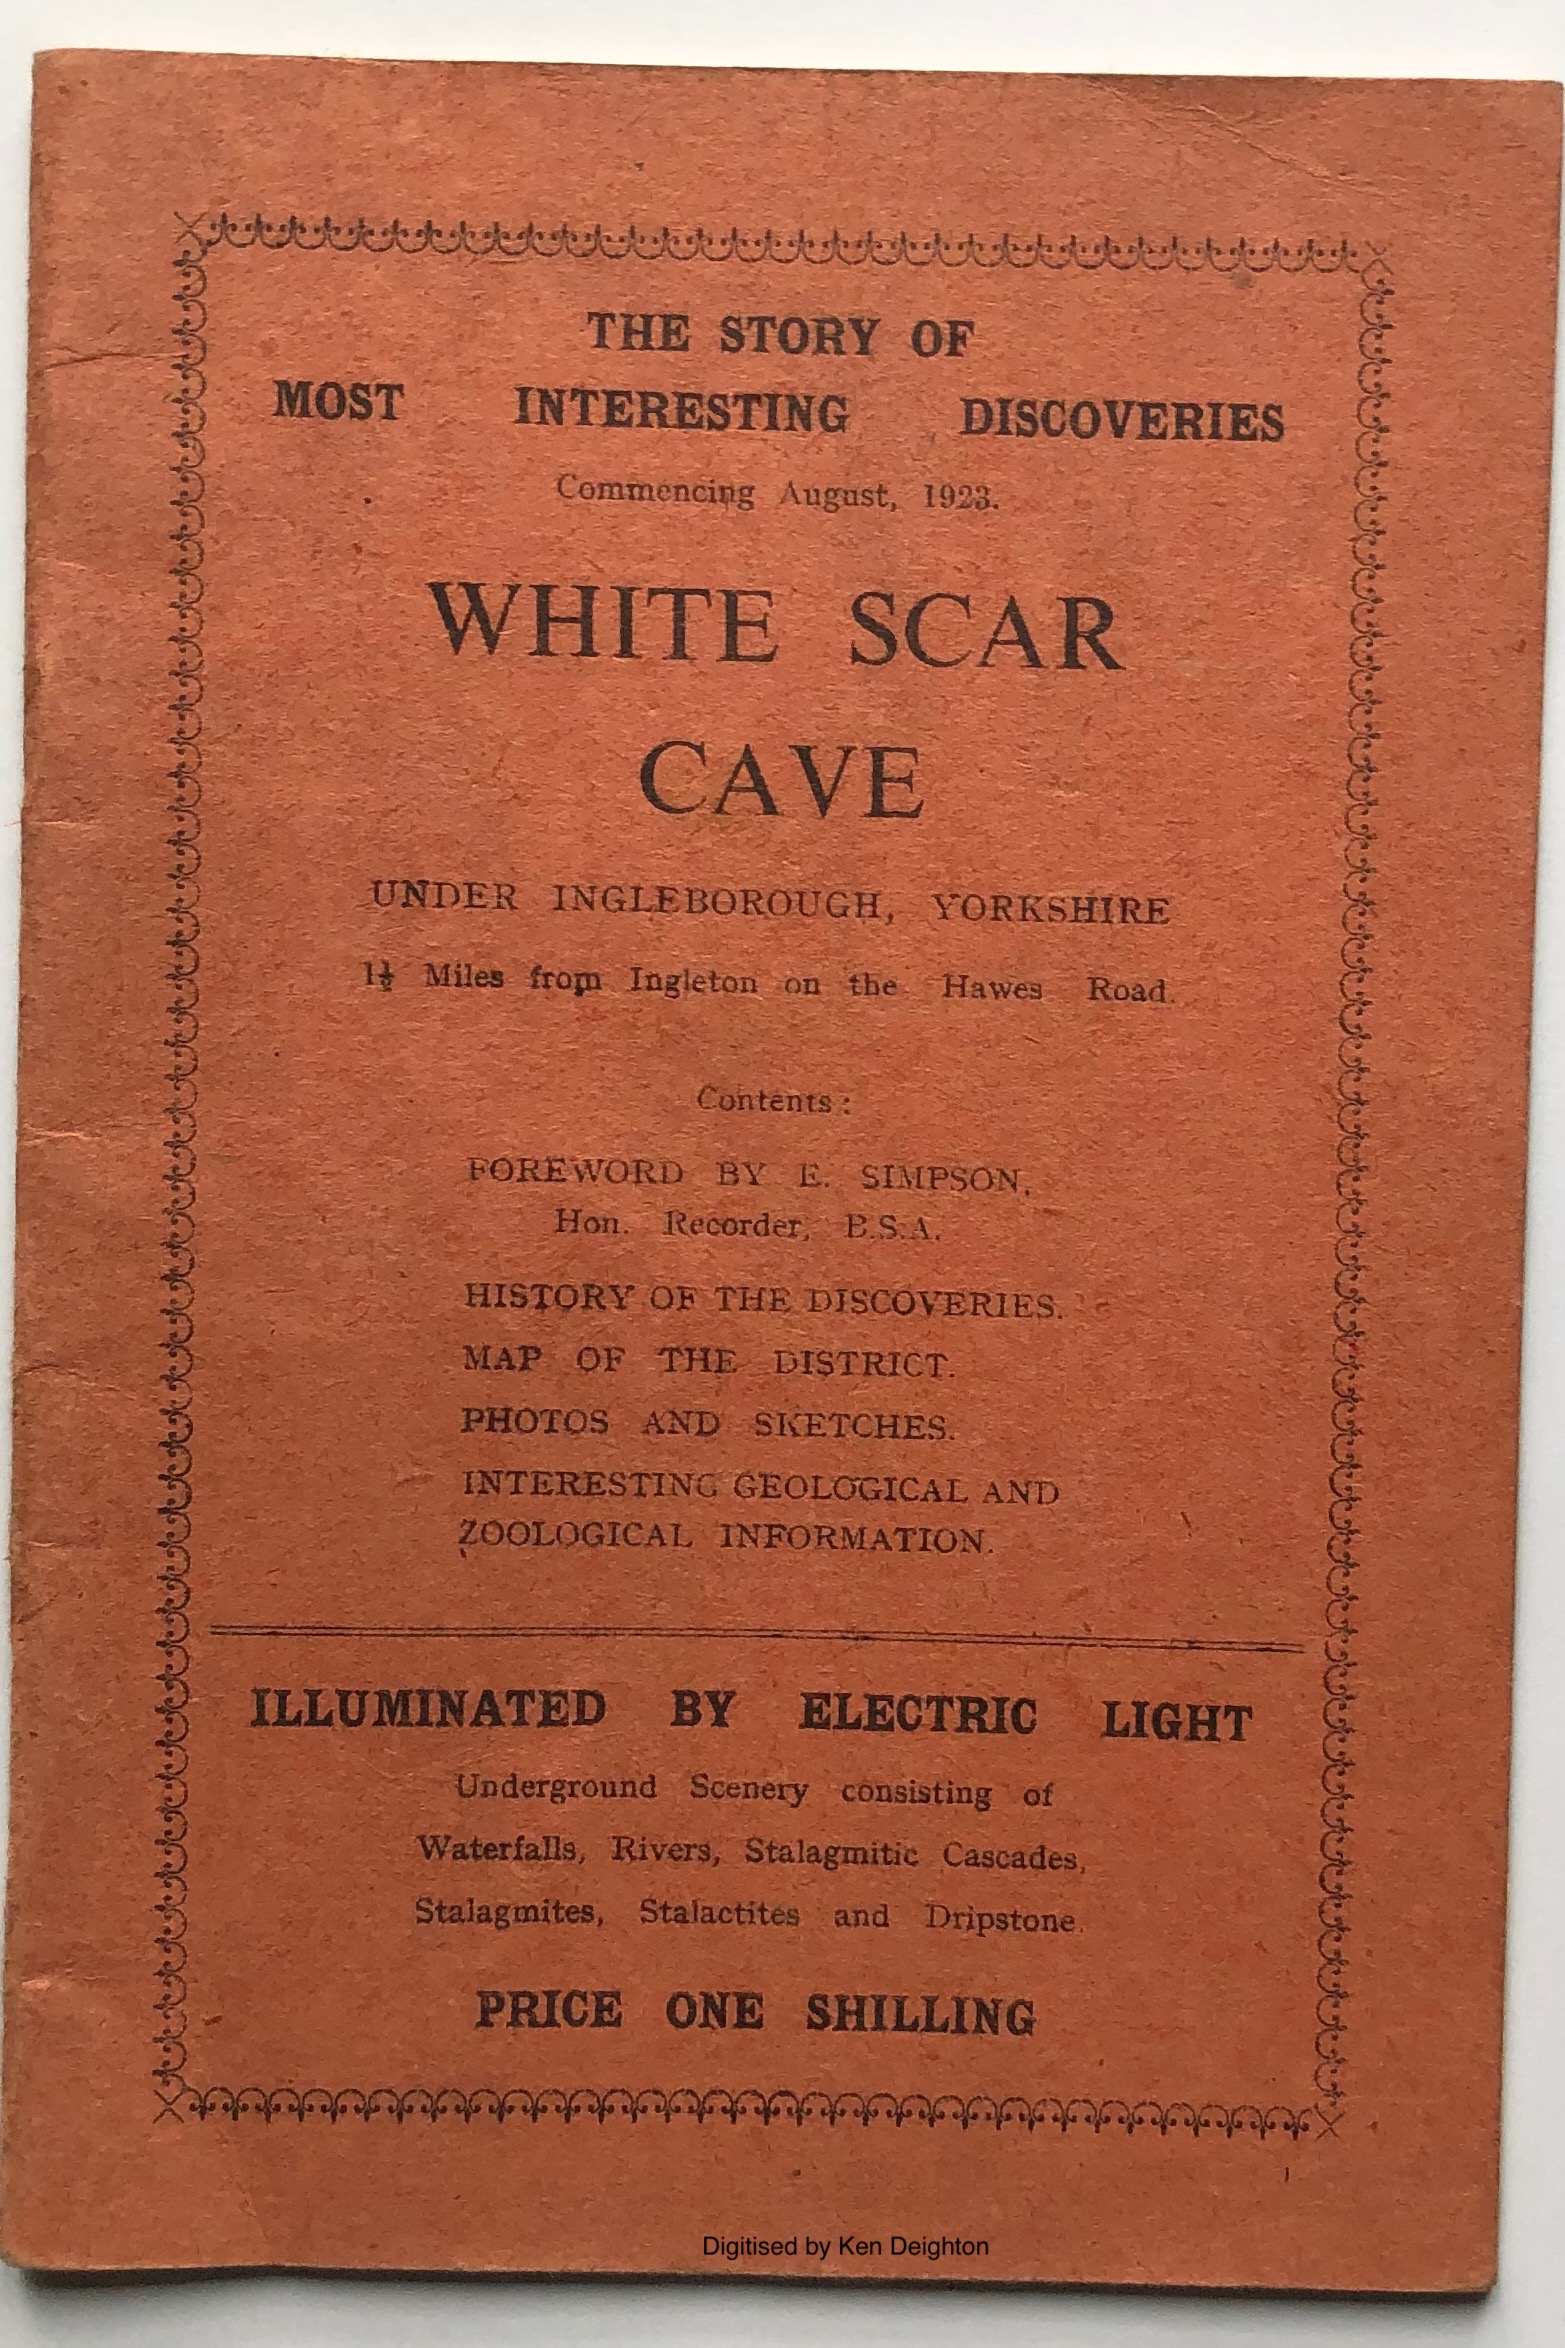 THE STORY OF
MOST INTERESTING DISCOVERIES
Commencing August, 1923.
WHITE SCAR
CAVE
UNDER INGLEBOROUGH, YORKSHIRE
1½ Miles from Ingleton on the Hawes Road.
Contents:
FOREWORD BY E. SIMPSON,
Hon. Recorder, B.S.A.
HISTORY OF THE DISCOVERIES.
MAP OF THE DISTRICT.
PHOTOS AND SKETCHES.
INTERESTING GEOLOGICAL AND
ZOOLOGICAL INFORMATION.
ILLUMINATED BY ELECTRIC LIGHT
Underground Scenery consisting of
Waterfalls, Rivers, Stalagmitic Cascades,
Stalagmites, Stalactites and Dripstone.
PRICE ONE SHILLING
Digitised by Ken Deighton